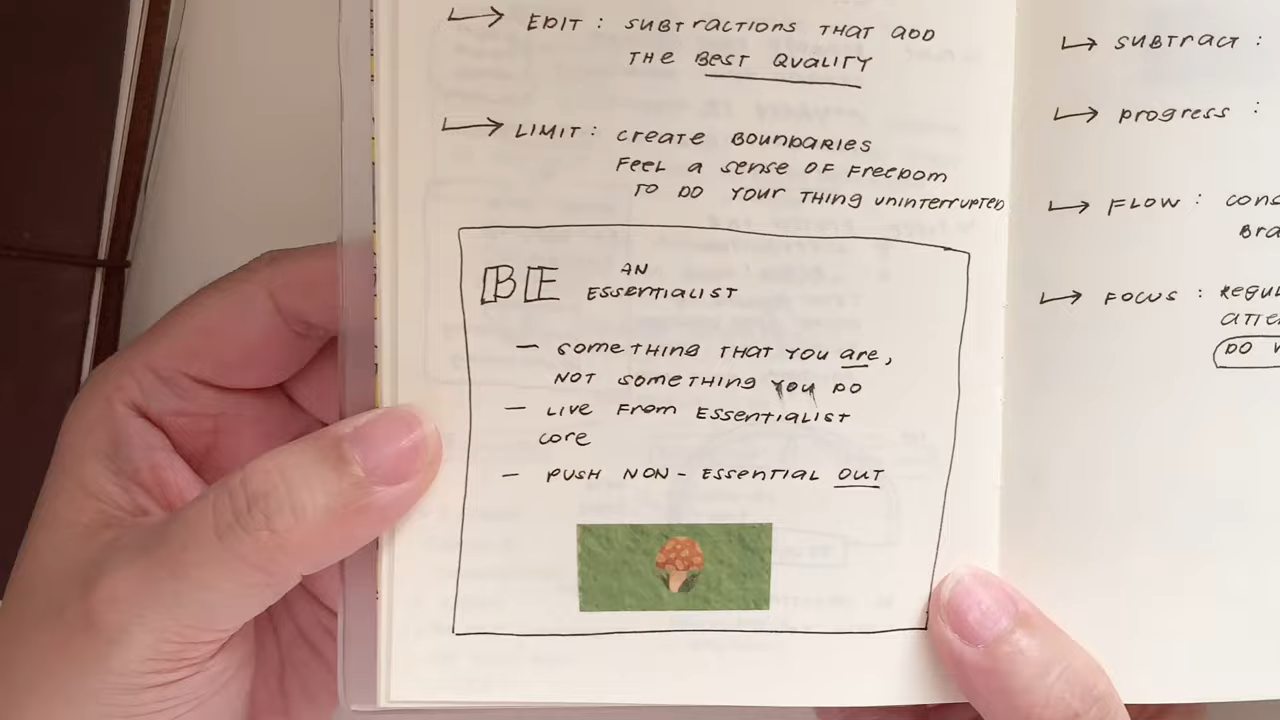 → EDIT : SUBTRACTIONS THAT ADD
THE BEST QUALITY
→ LIMIT : CREATE BOUNDARIES
FEEL A SENSE OF FREEDOM
TO DO YOUR THING UNINTERRUPTED
BE AN
ESSENTIALIST
- SOMETHING THAT YOU ARE,
NOT SOMETHING YOU DO
- LIVE FROM ESSENTIALIST
CORE
- PUSH NON-ESSENTIAL OUT
→ SUBTRACT :
→ PROGRESS :
→ FLOW :
→ FOCUS :
DO